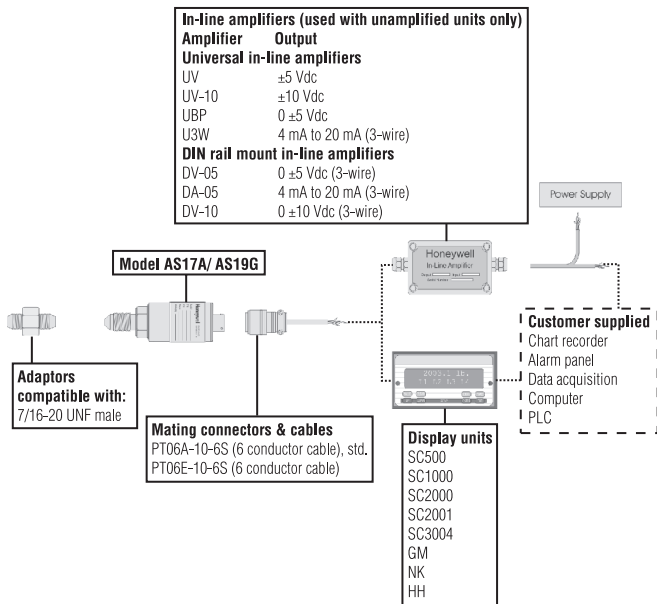 In-line amplifiers (used with unamplified units only)
Amplifier Output
Universal in-line amplifiers
UV ±5 Vdc
UV-10 ±10 Vdc
UBP 0 ±5 Vdc
U3W 4 mA to 20 mA (3-wire)
DIN rail mount in-line amplifiers
DV-05 0 ±5 Vdc (3-wire)
DA-05 4 mA to 20 mA (3-wire)
DV-10 0 ±10 Vdc (3-wire)
Power Supply
Honeywell
In-Line Amplifier
Model AS17A/ AS19G
Adaptors
compatible with:
7/16-20 UNF male
Mating connectors & cables
PT06A-10-6S (6 conductor cable), std.
PT06E-10-6S (6 conductor cable)
Customer supplied
Chart recorder
Alarm panel
Data acquisition
Computer
PLC
Display units
SC500
SC1000
SC2000
SC2001
SC3004
GM
NK
HH